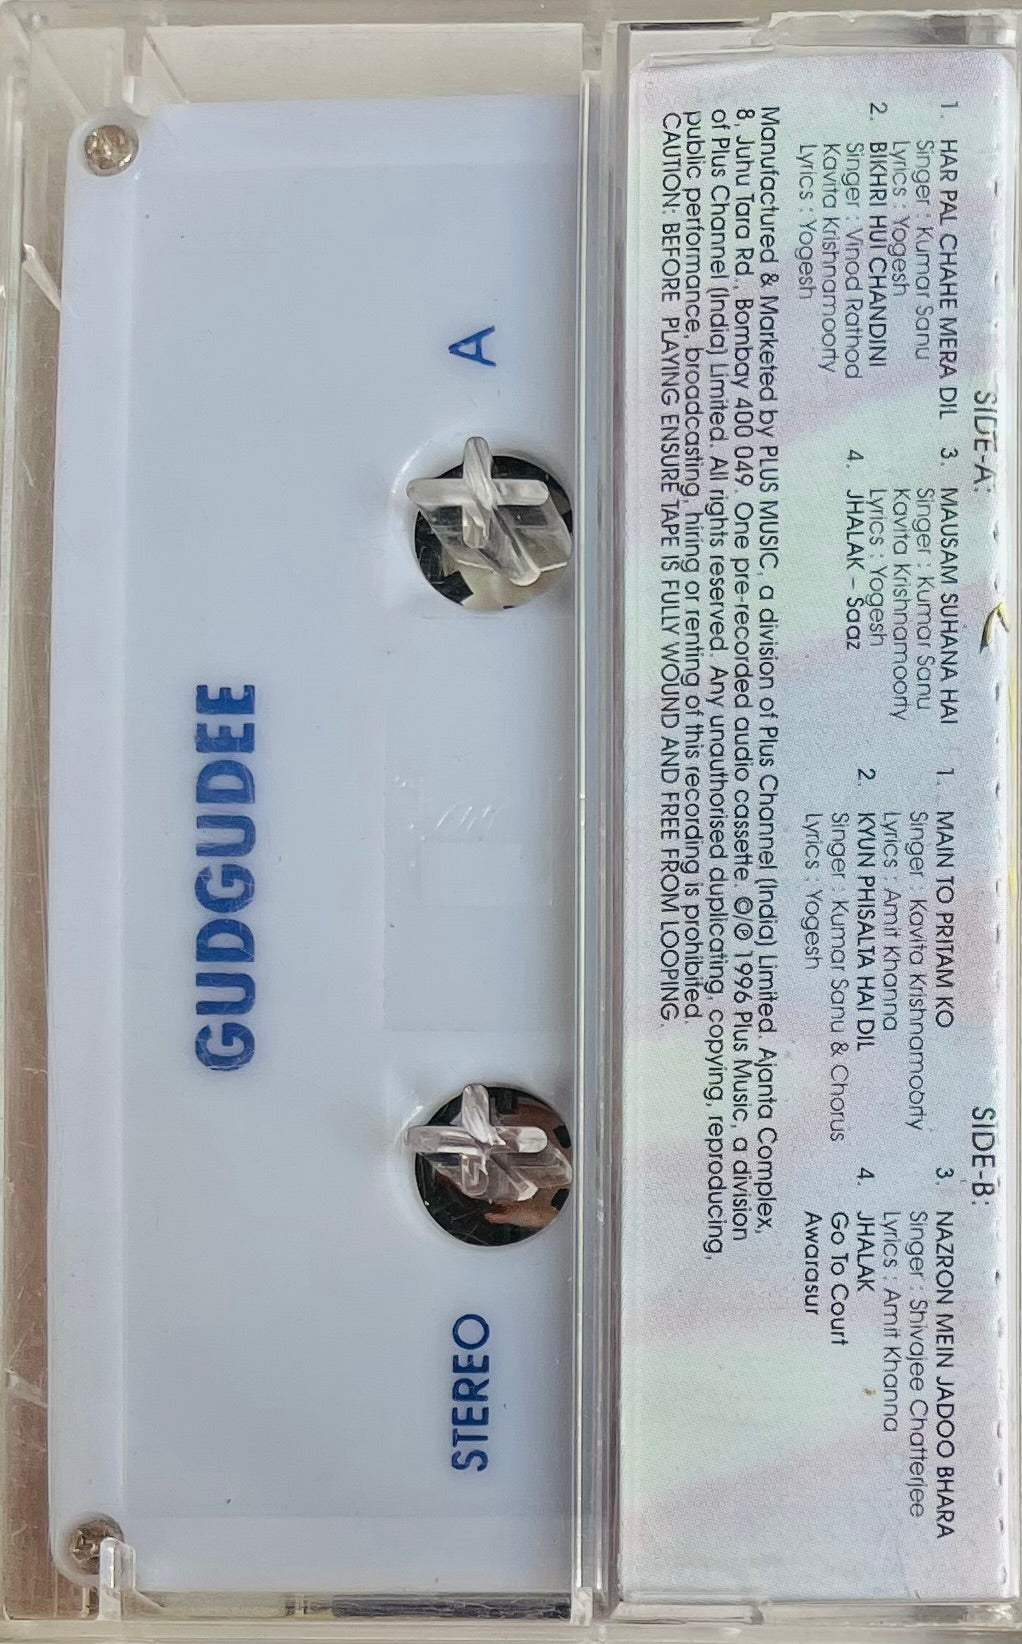 SIDE-A:
1. HAR PAL CHAHE MERA DIL
Singer : Kumar Sanu
Lyrics : Yogesh
2. BIKHRI HUI CHANDINI
Singer : Vinod Rathod
Kavita Krishnamoorty
Lyrics : Yogesh
3. MAUSAM SUHANA HAI
Singer : Kumar Sanu
Kavita Krishnamoorty
Lyrics : Yogesh
4. JHALAK – Saaz
SIDE-B:
1. MAIN TO PRITAM KO
Singer : Kavita Krishnamoorty
Lyrics : Amit Khanna
2. KYUN PHISALTA HAI DIL
Singer : Kumar Sanu & Chorus
Lyrics : Yogesh
3. NAZRON MEIN JADOO BHARA
Singer : Shivajee Chatterjee
Lyrics : Amit Khanna
4. JHALAK
Go To Court
Awarasur
Manufactured & Marketed by PLUS MUSIC, a division of Plus Channel (India) Limited. Ajanta Complex,
8, Juhu Tara Rd., Bombay 400 049. One pre-recorded audio cassette. ©/℗ 1996 Plus Music, a division
of Plus Channel (India) Limited. All rights reserved. Any unauthorised duplicating, copying, reproducing,
public performance, broadcasting, hiring or renting of this recording is prohibited.
CAUTION: BEFORE PLAYING ENSURE TAPE IS FULLY WOUND AND FREE FROM LOOPING.
A
STEREO
GUDGUDEE